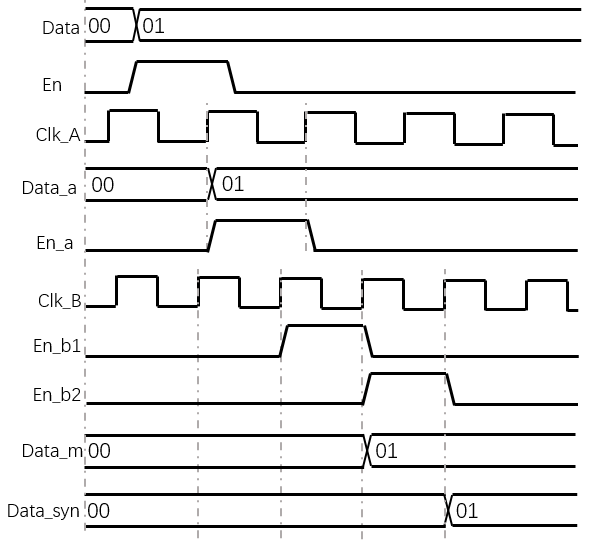 Data 00 01
En
Clk_A
Data_a 00 01
En_a
Clk_B
En_b1
En_b2
Data_m 00 01
Data_syn 00 01